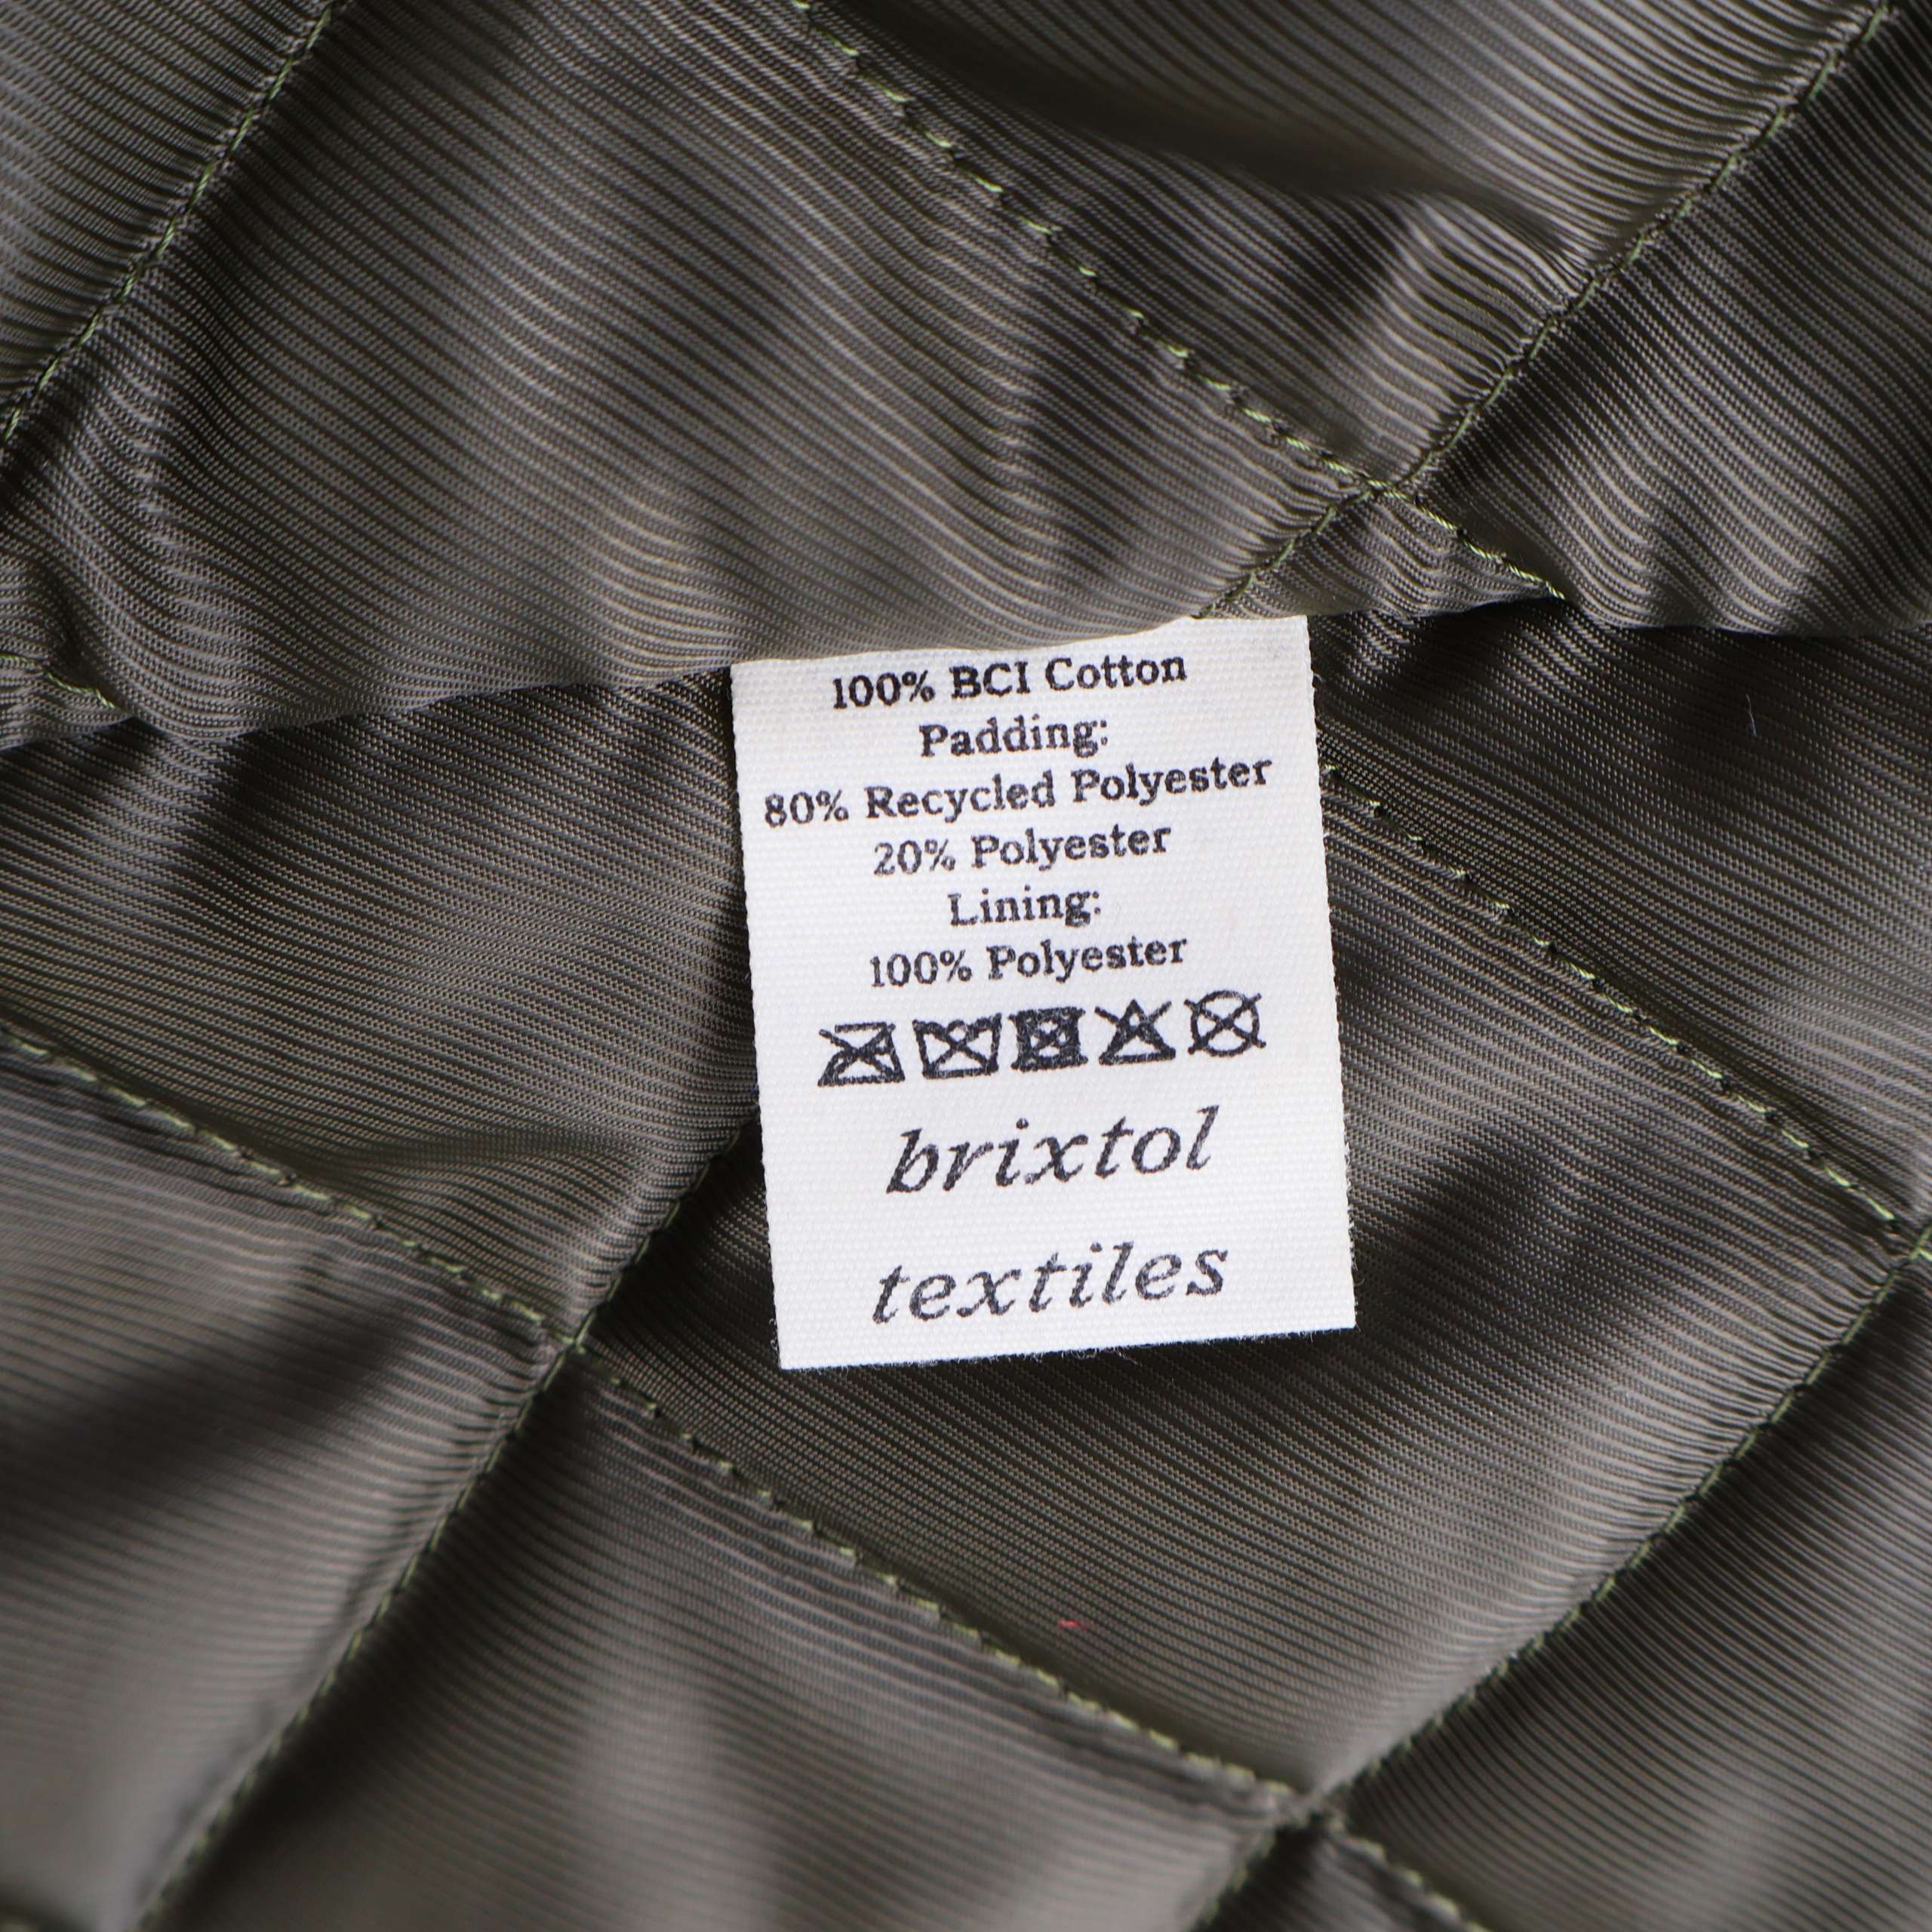 100% BCI Cotton
Padding:
80% Recycled Polyester
20% Polyester
Lining:
100% Polyester
brixtol
textiles